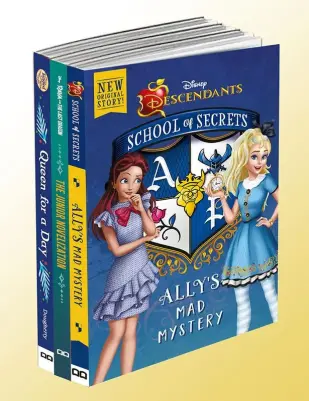 Queen for a Day
Dougherty
THE JUNIOR NOVELIZATION
SCHOOL of SECRETS
ALLY'S MAD MYSTERY
NEW
ORIGINAL
STORY!
Disney
DESCENDANTS
SCHOOL of SECRETS
A P
ALLY'S
MAD
MYSTERY